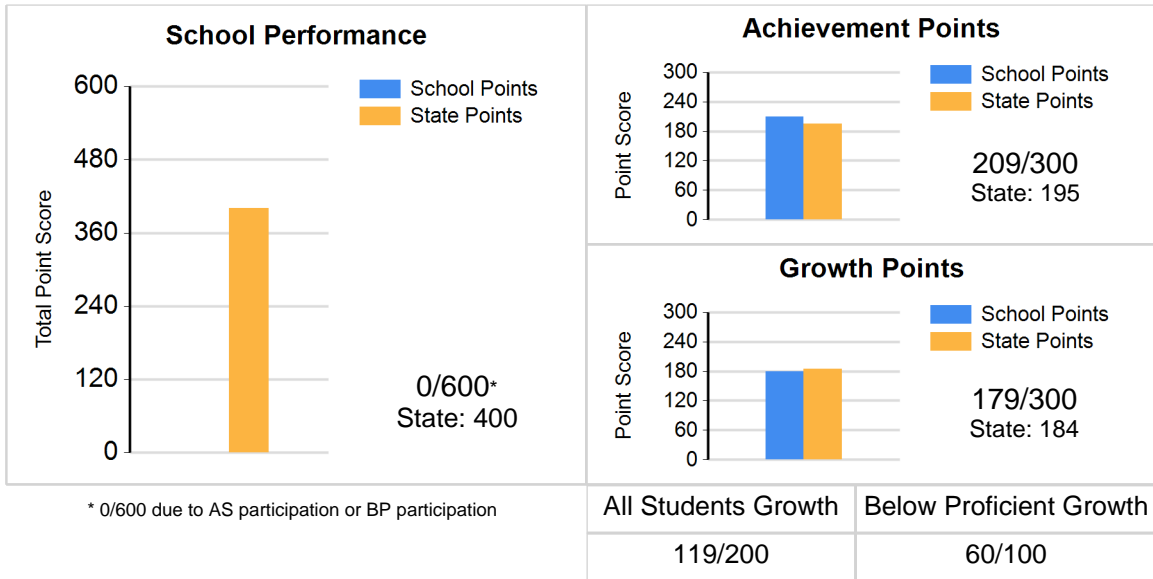 School Performance
Total Point Score
600
480
360
240
120
0
School Points
State Points
0/600*
State: 400
* 0/600 due to AS participation or BP participation
Achievement Points
Point Score
300
240
180
120
60
0
School Points
State Points
209/300
State: 195
Growth Points
Point Score
300
240
180
120
60
0
School Points
State Points
179/300
State: 184
All Students Growth
Below Proficient Growth
119/200
60/100